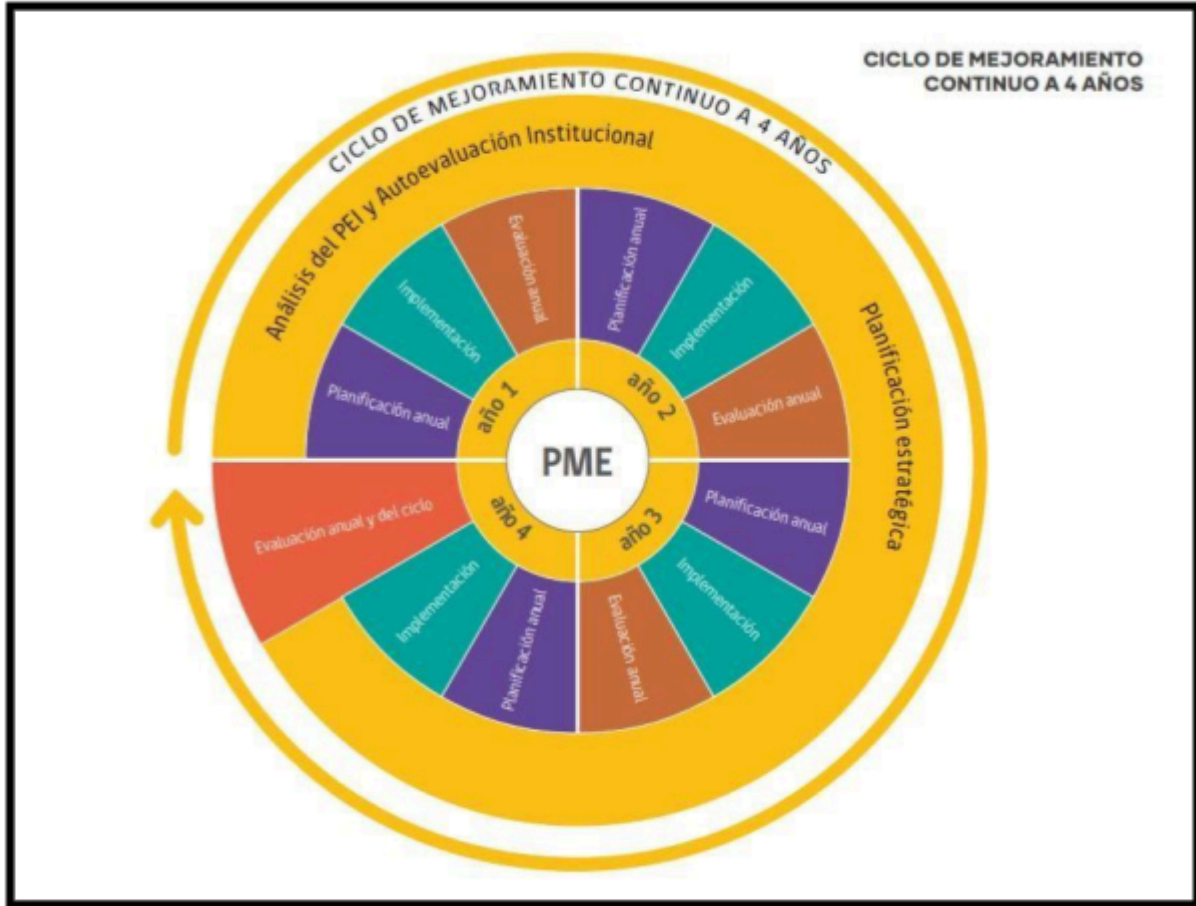 CICLO DE MEJORAMIENTO
CONTINUO A 4 AÑOS
CICLO DE MEJORAMIENTO CONTINUO A 4 AÑOS
Análisis del PEI y Autoevaluación Institucional
Planificación estratégica
Planificación anual
Implementación
Evaluación anual
año 1
Planificación anual
Implementación
Evaluación anual
año 2
Planificación anual
Implementación
Evaluación anual
año 3
Planificación anual
Implementación
Evaluación anual y del ciclo
año 4
PME